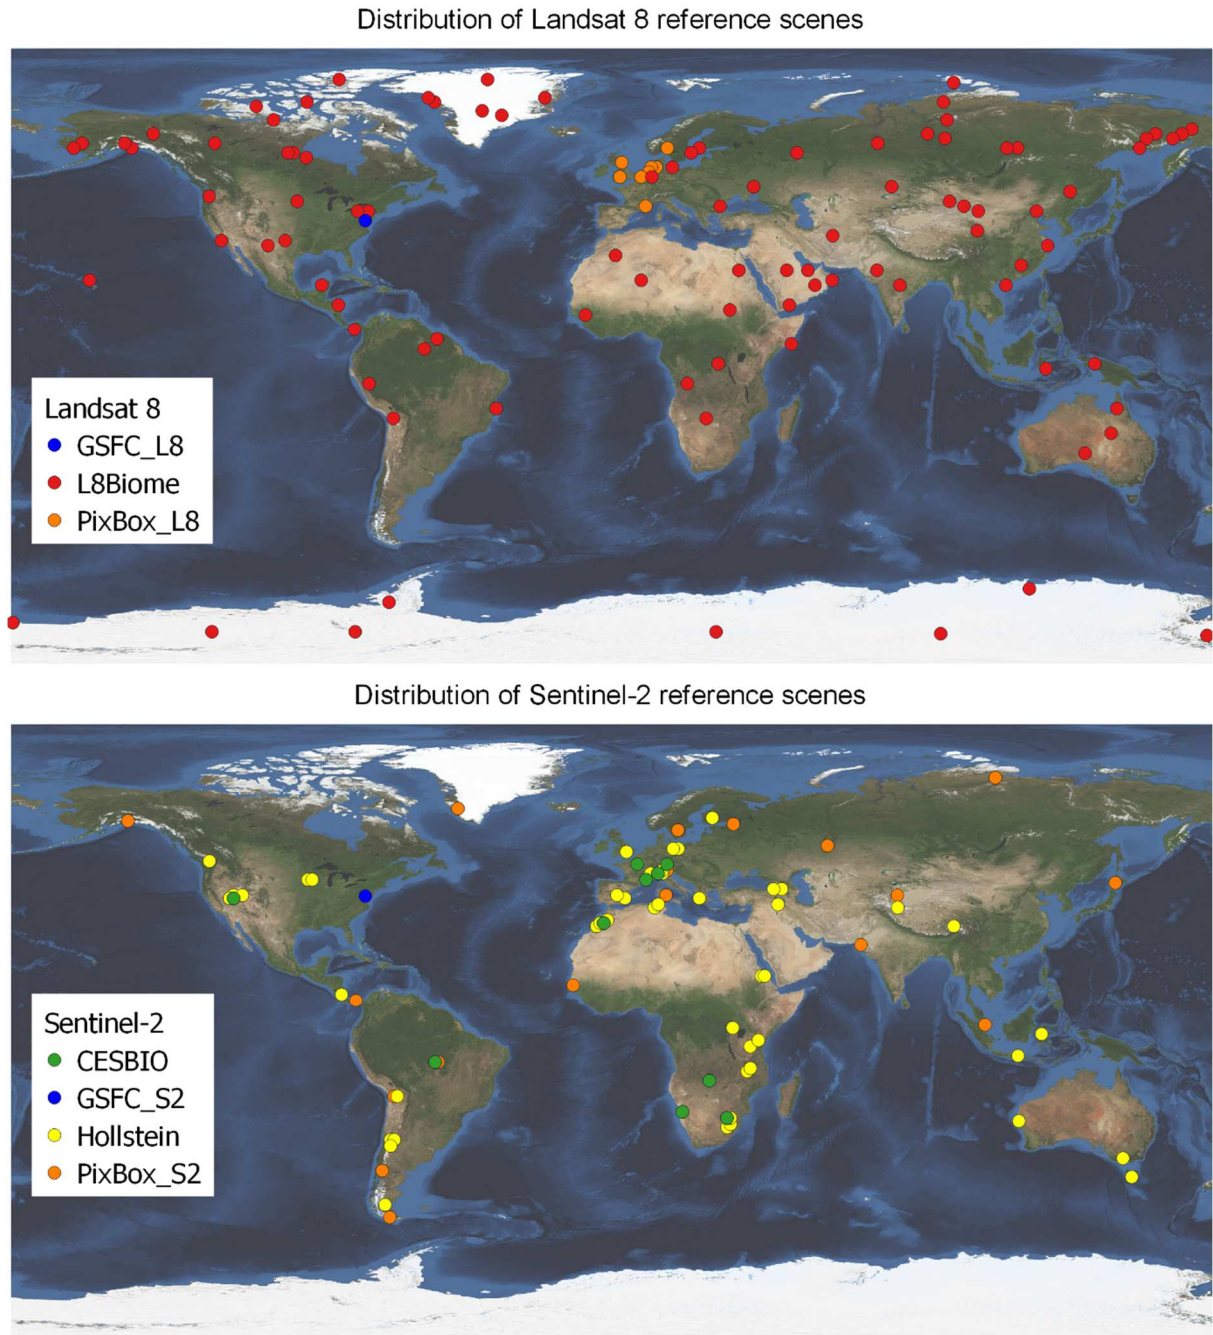 Distribution of Landsat 8 reference scenes
Landsat 8
GSFC_L8
L8Biome
PixBox_L8
Distribution of Sentinel-2 reference scenes
Sentinel-2
CESBIO
GSFC_S2
Hollstein
PixBox_S2